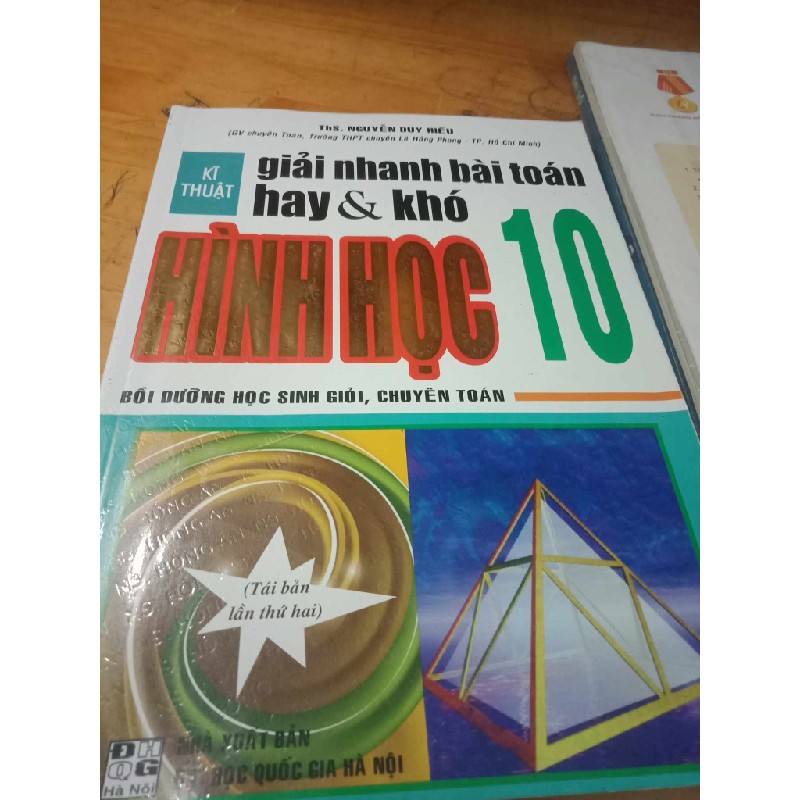 ThS. NGUYỄN DUY HIẾU
(GV chuyên Toán, Trường THPT chuyên Lê Hồng Phong - TP. Hồ Chí Minh)
KĨ THUẬT
giải nhanh bài toán
hay & khó
HÌNH HỌC 10
BỒI DƯỠNG HỌC SINH GIỎI, CHUYÊN TOÁN
(Tái bản
lần thứ hai)
NHÀ XUẤT BẢN
HỌC QUỐC GIA HÀ NỘI
ĐH
QG
Hà Nội